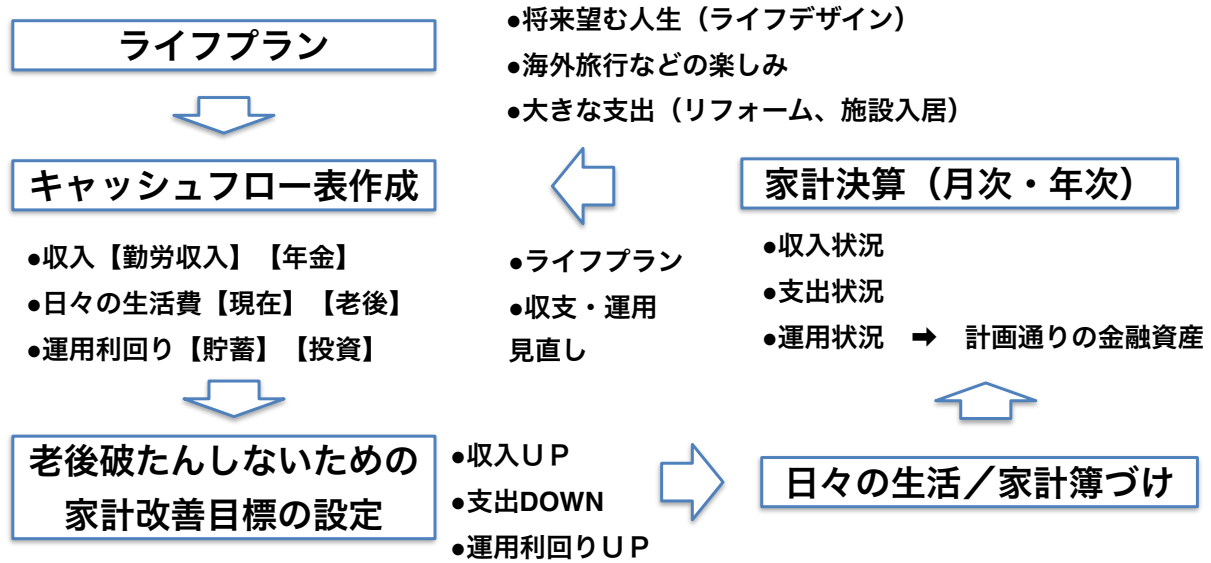 ライフプラン
●将来望む人生（ライフデザイン）
●海外旅行などの楽しみ
●大きな支出（リフォーム、施設入居）
キャッシュフロー表作成
●収入【勤労収入】【年金】
●日々の生活費【現在】【老後】
●運用利回り【貯蓄】【投資】
●ライフプラン
●収支・運用
見直し
家計決算（月次・年次）
●収入状況
●支出状況
●運用状況 ➡ 計画通りの金融資産
老後破たんしないための
家計改善目標の設定
●収入ＵＰ
●支出DOWN
●運用利回りＵＰ
日々の生活／家計簿づけ